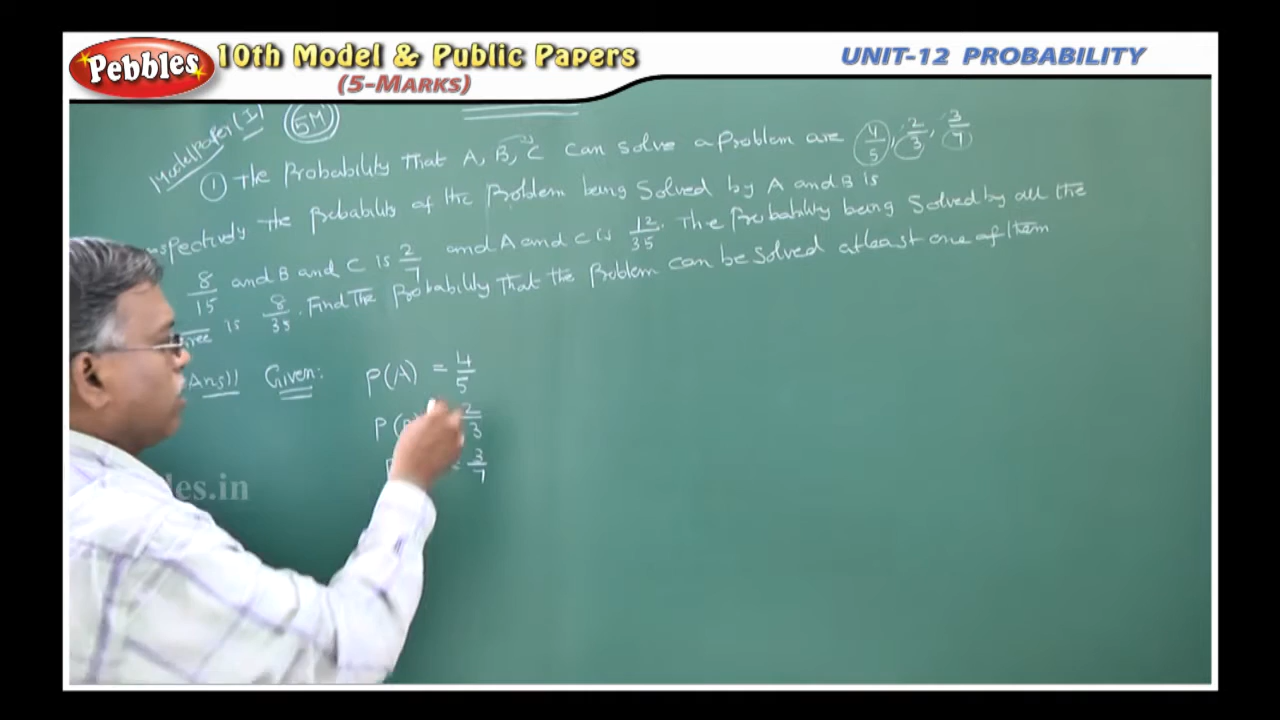 Pebbles
10th Model & Public Papers
(5-MARKS)
UNIT-12 PROBABILITY
Model Paper (I)
5M
1 The Probability That A, B, C can solve a Problem are 4/5, 2/3, 3/7
The Probability of the Problem being Solved by A and B is
8/15 and B and C is 2/7 and A and C is 12/35. The Probability being Solved by all the
is 8/35. Find The Probability That the Problem can be Solved atleast one of Them
Ans)) Given: P(A) = 4/5
2/3
= 3/7